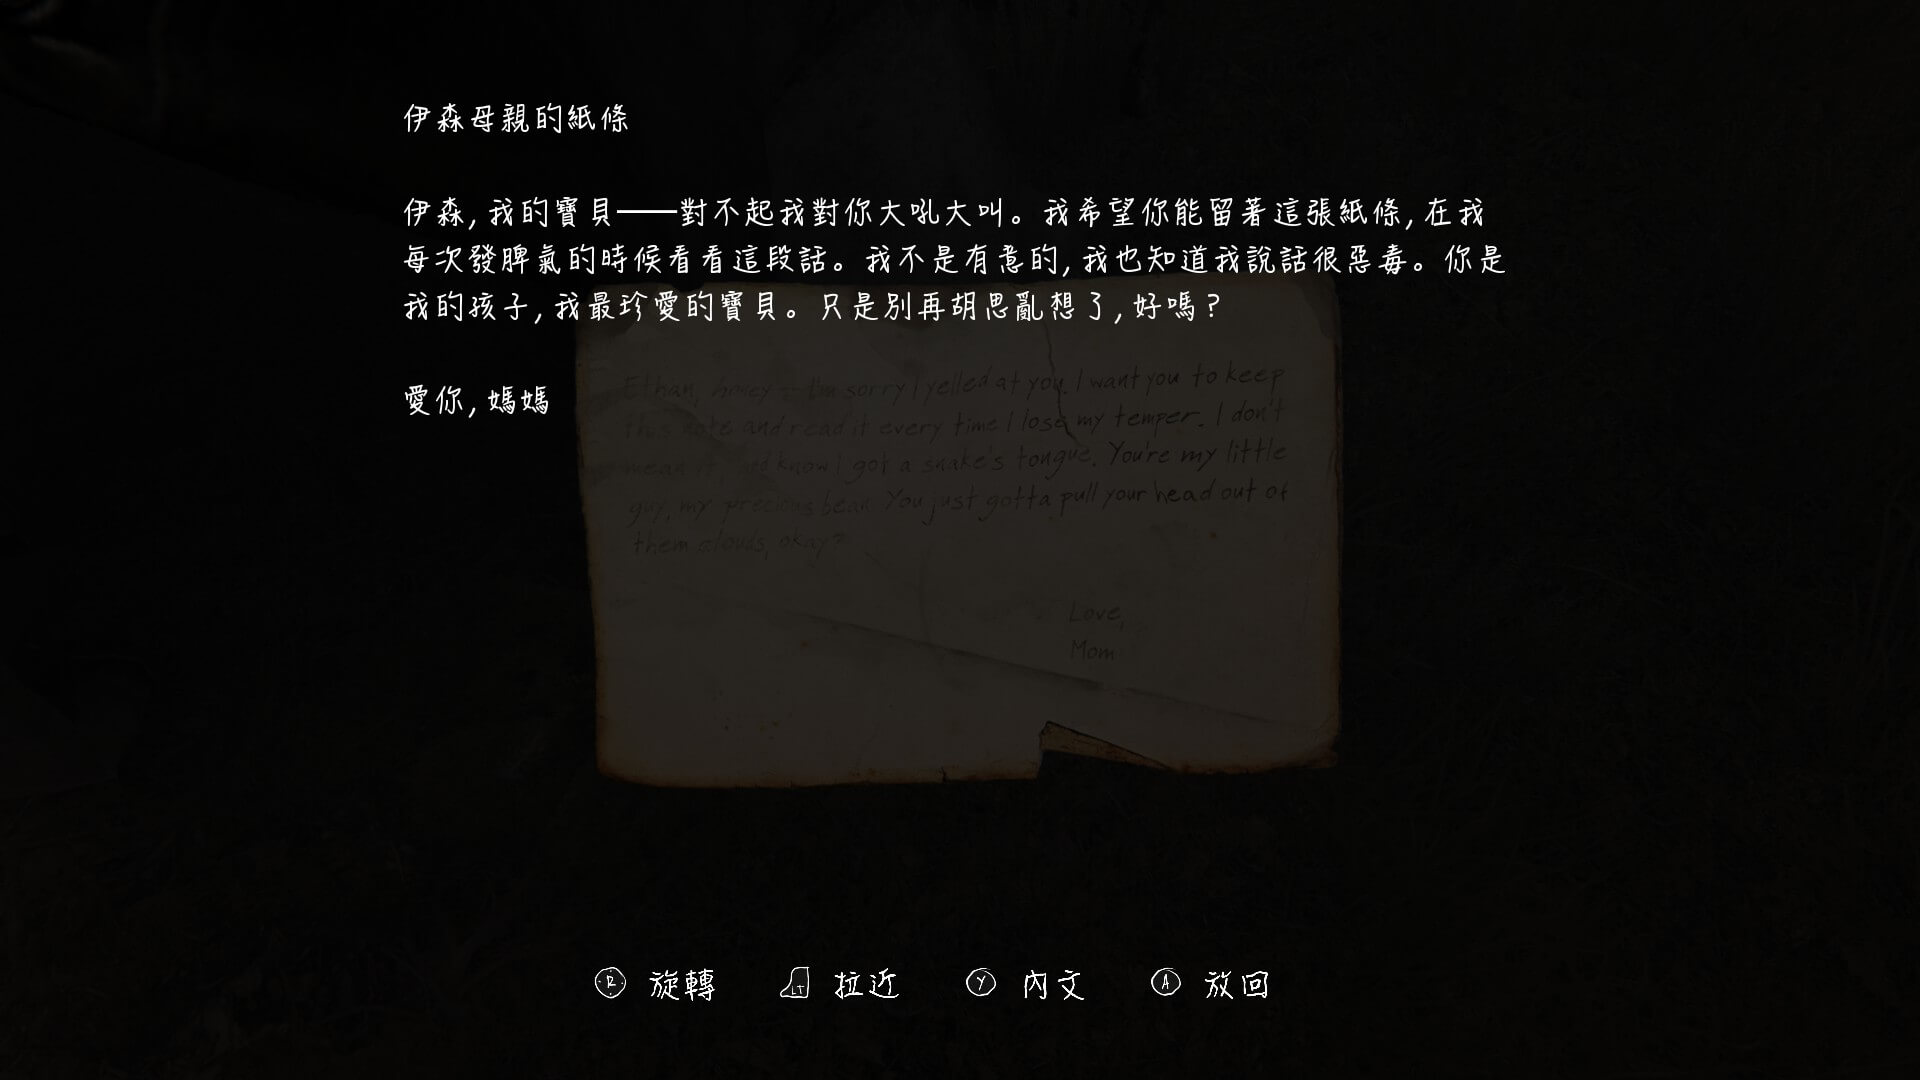 伊森母親的紙條
伊森,我的寶貝——對不起我對你大吼大叫。我希望你能留著這張紙條,在我
每次發脾氣的時候看看這段話。我不是有意的,我也知道我說話很惡毒。你是
我的孩子,我最珍愛的寶貝。只是別再胡思亂想了,好嗎?
愛你,媽媽
Ethan, honey - I'm sorry I yelled at you. I want you to keep
this note and read it every time I lose my temper. I don't
mean it, and know I got a snake's tongue. You're my little
guy, my precious bear. You just gotta pull your head out of
them clouds, okay?
Love,
Mom
R 旋轉 LT 拉近 Y 內文 A 放回